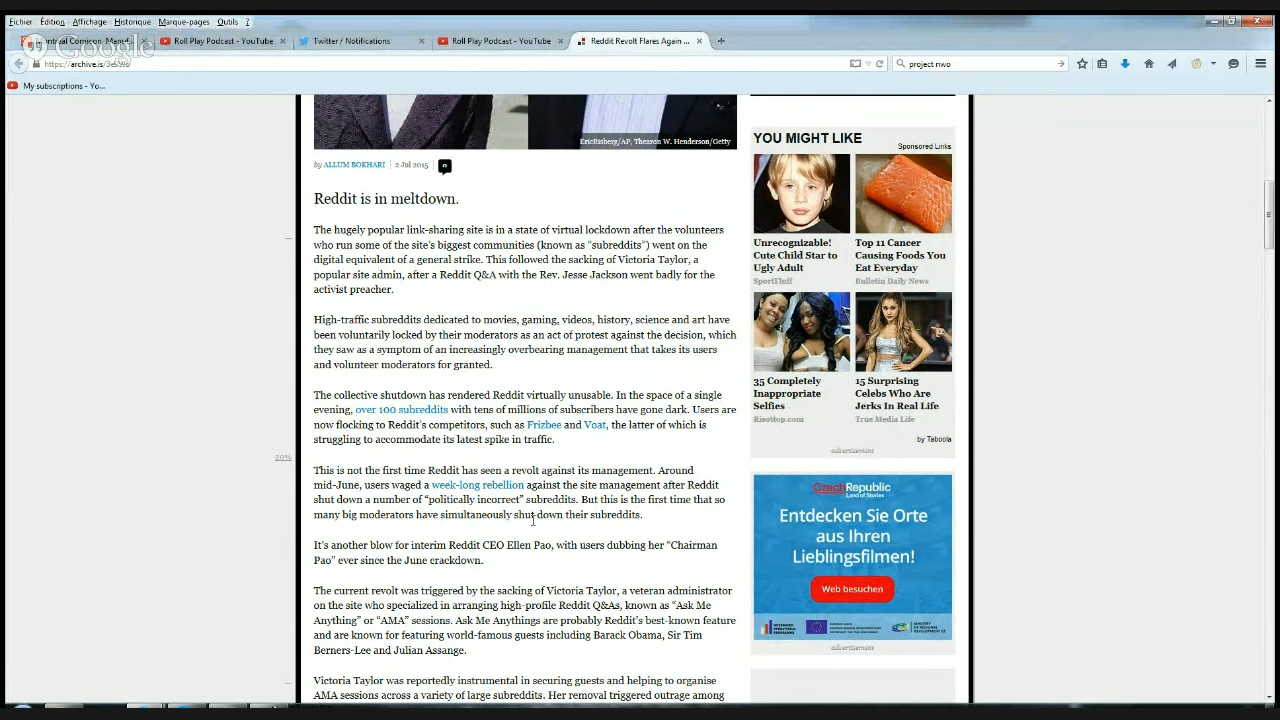 Fichier Édition Affichage Historique Marque-pages Outils ?
Roll Play Podcast - YouTube
Twitter / Notifications
Roll Play Podcast - YouTube
Reddit Revolt Flares Again ...
Google
project nwo
My subscriptions - Yo...
EricRisberg/AP, Thearon W. Henderson/Getty
by ALLUM BOKHARI 2 Jul 2015
Reddit is in meltdown.
The hugely popular link-sharing site is in a state of virtual lockdown after the volunteers
who run some of the site's biggest communities (known as "subreddits") went on the
digital equivalent of a general strike. This followed the sacking of Victoria Taylor, a
popular site admin, after a Reddit Q&A with the Rev. Jesse Jackson went badly for the
activist preacher.
High-traffic subreddits dedicated to movies, gaming, videos, history, science and art have
been voluntarily locked by their moderators as an act of protest against the decision, which
they saw as a symptom of an increasingly overbearing management that takes its users
and volunteer moderators for granted.
The collective shutdown has rendered Reddit virtually unusable. In the space of a single
evening, over 100 subreddits with tens of millions of subscribers have gone dark. Users are
now flocking to Reddit's competitors, such as Frizbee and Voat, the latter of which is
struggling to accommodate its latest spike in traffic.
20%
This is not the first time Reddit has seen a revolt against its management. Around
mid-June, users waged a week-long rebellion against the site management after Reddit
shut down a number of "politically incorrect" subreddits. But this is the first time that so
many big moderators have simultaneously shut down their subreddits.
It's another blow for interim Reddit CEO Ellen Pao, with users dubbing her "Chairman
Pao" ever since the June crackdown.
The current revolt was triggered by the sacking of Victoria Taylor, a veteran administrator
on the site who specialized in arranging high-profile Reddit Q&As, known as "Ask Me
Anything" or "AMA" sessions. Ask Me Anythings are probably Reddit's best-known feature
and are known for featuring world-famous guests including Barack Obama, Sir Tim
Berners-Lee and Julian Assange.
Victoria Taylor was reportedly instrumental in securing guests and helping to organise
AMA sessions across a variety of large subreddits. Her removal triggered outrage among
YOU MIGHT LIKE
Sponsored Links
Unrecognizable!
Cute Child Star to
Ugly Adult
SportFluff
Top 11 Cancer
Causing Foods You
Eat Everyday
Bulletin Daily News
35 Completely
Inappropriate
Selfies
Risottop.com
15 Surprising
Celebs Who Are
Jerks In Real Life
True Media Life
by Taboola
advertisement
CzechRepublic
Land of Stories
Entdecken Sie Orte
aus Ihren
Lieblingsfilmen!
Web besuchen
advertisement